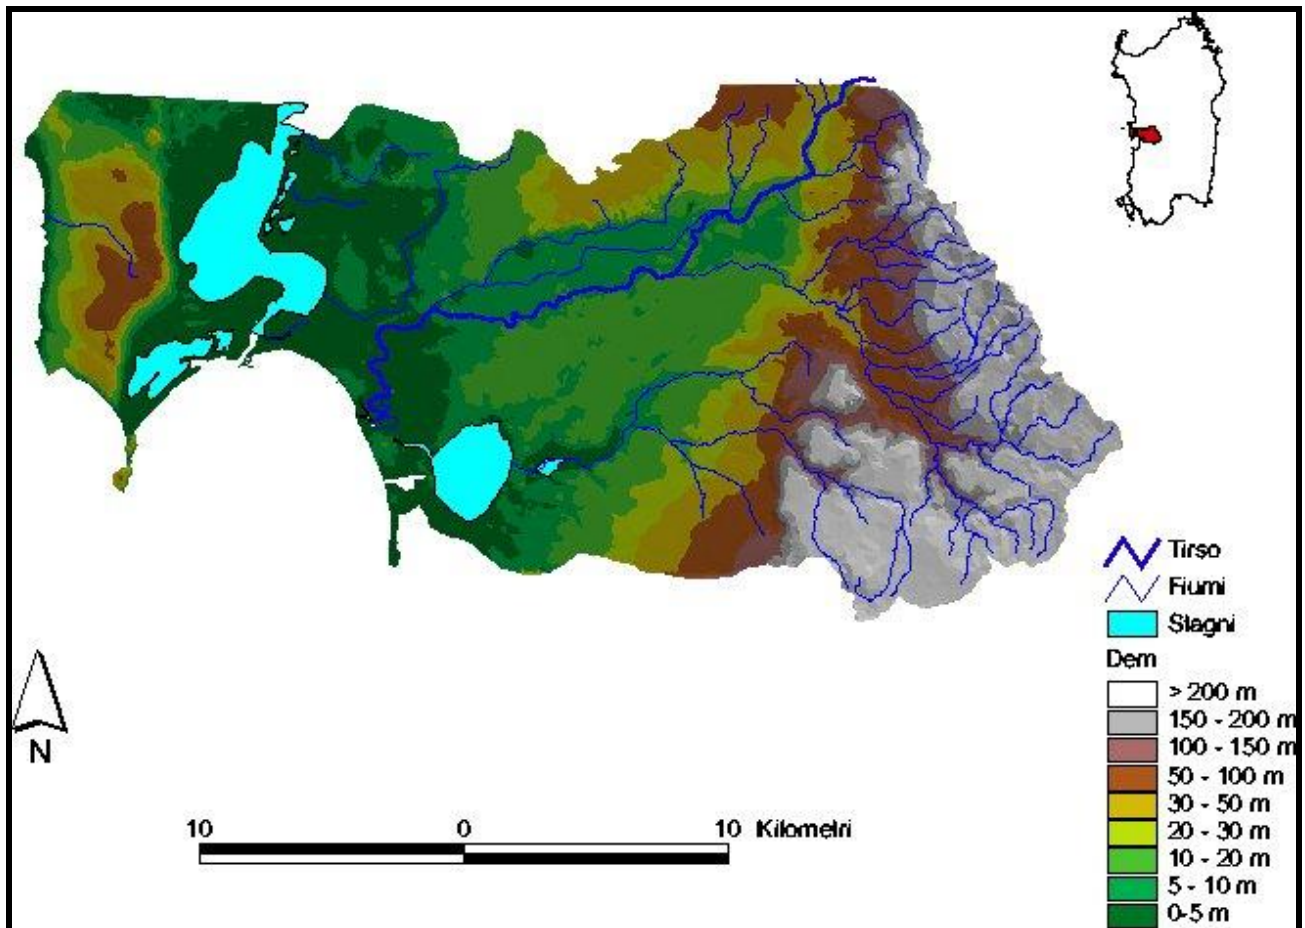 Tirso
Fiumi
Stagni
Dem
> 200 m
150 - 200 m
100 - 150 m
50 - 100 m
30 - 50 m
20 - 30 m
10 - 20 m
5 - 10 m
0-5 m
N
10 0 10 Kilometri